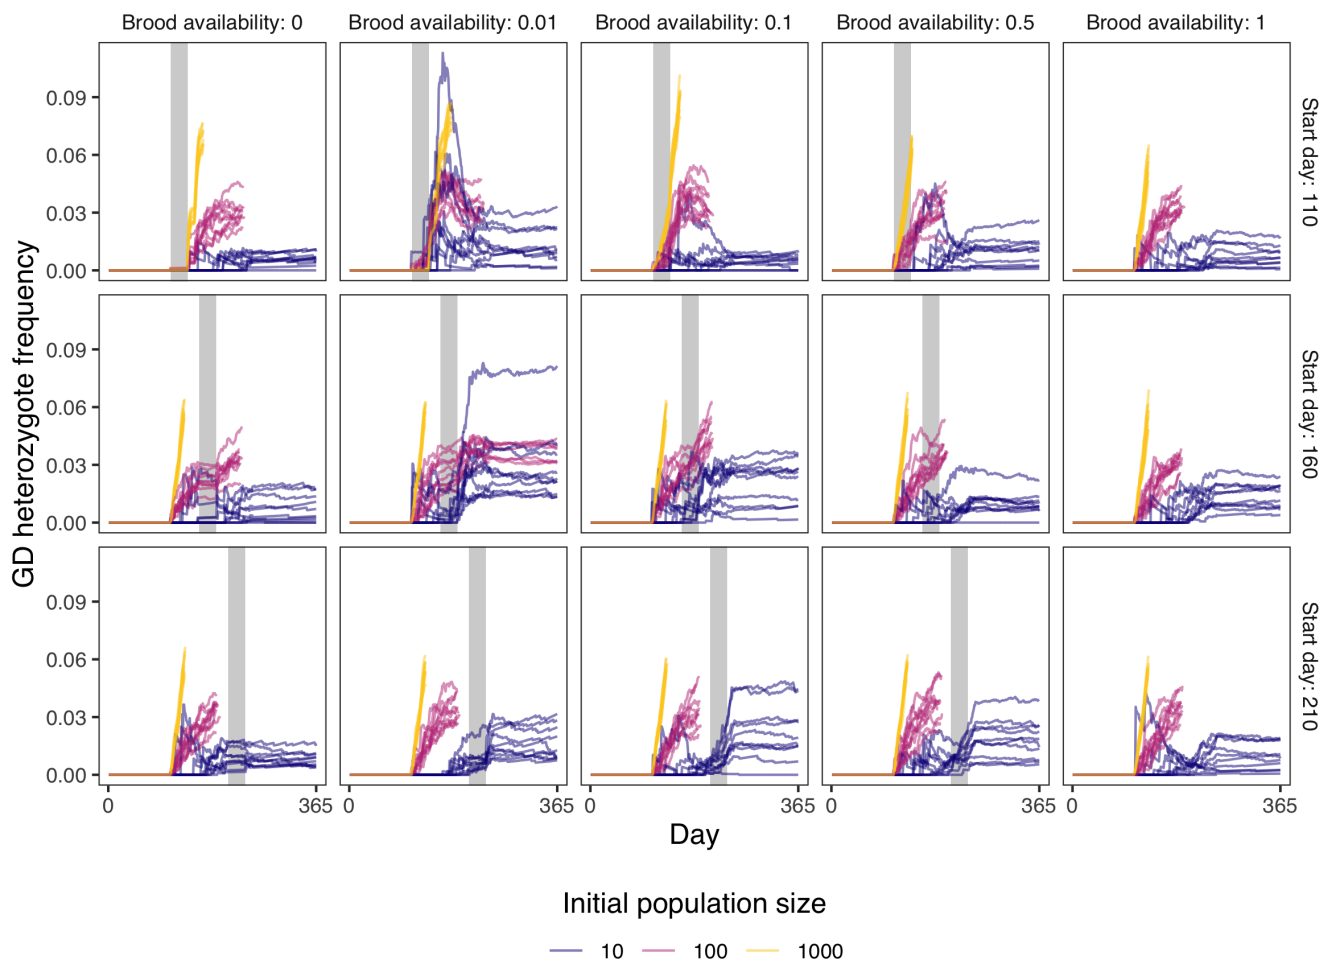 Brood availability: 0
Brood availability: 0.01
Brood availability: 0.1
Brood availability: 0.5
Brood availability: 1
GD heterozygote frequency
0.09
0.06
0.03
0.00
Start day: 110
0.09
0.06
0.03
0.00
Start day: 160
0.09
0.06
0.03
0.00
Start day: 210
0 365 0 365 0 365 0 365 0 365
Day
Initial population size
10 100 1000